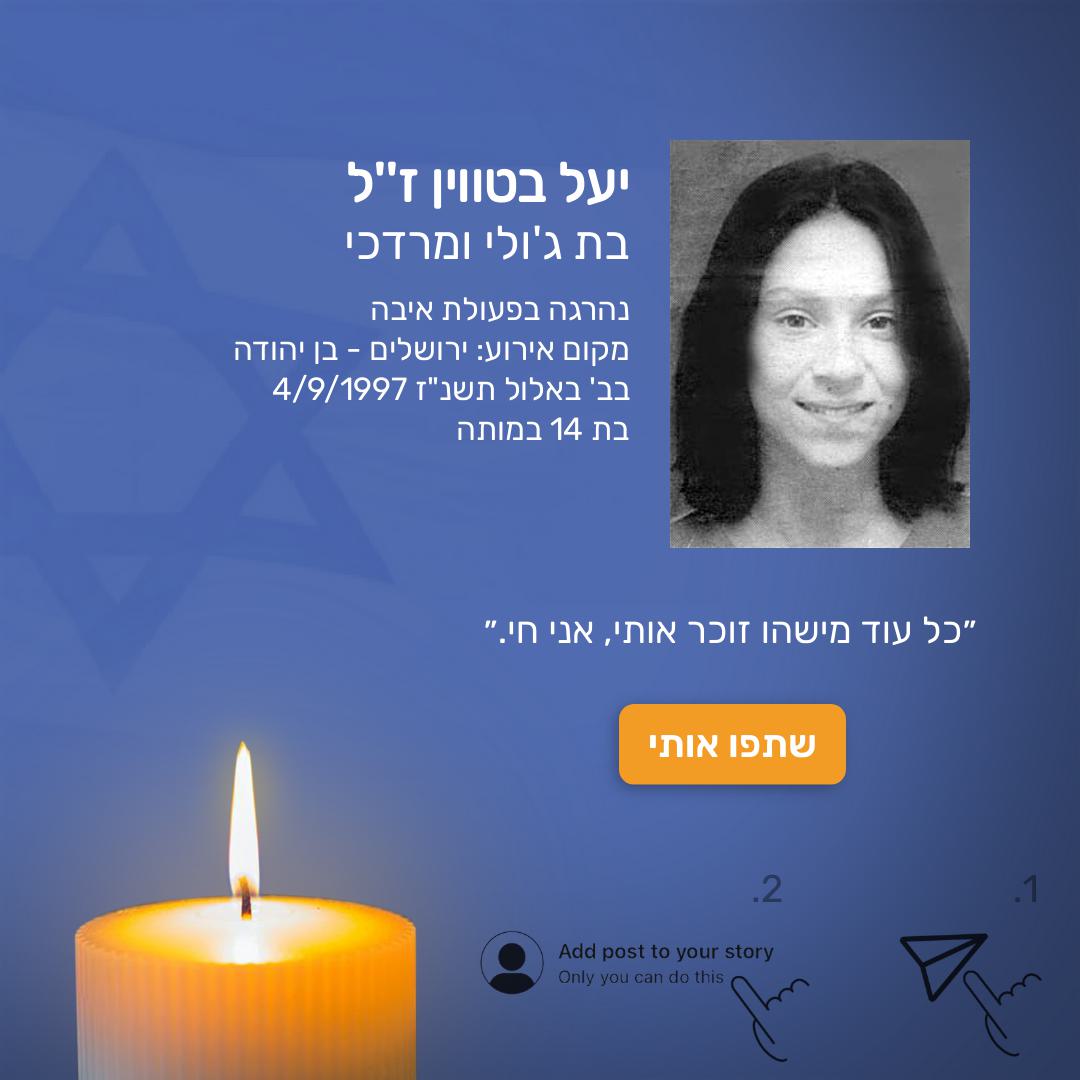 יעל בטווין ז"ל
בת ג'ולי ומרדכי
נהרגה בפעולת איבה
מקום אירוע: ירושלים - בן יהודה
בב' באלול תשנ"ז 4/9/1997
בת 14 במותה
״כל עוד מישהו זוכר אותי, אני חי.״
שתפו אותי
1.
2.
Add post to your story
Only you can do this